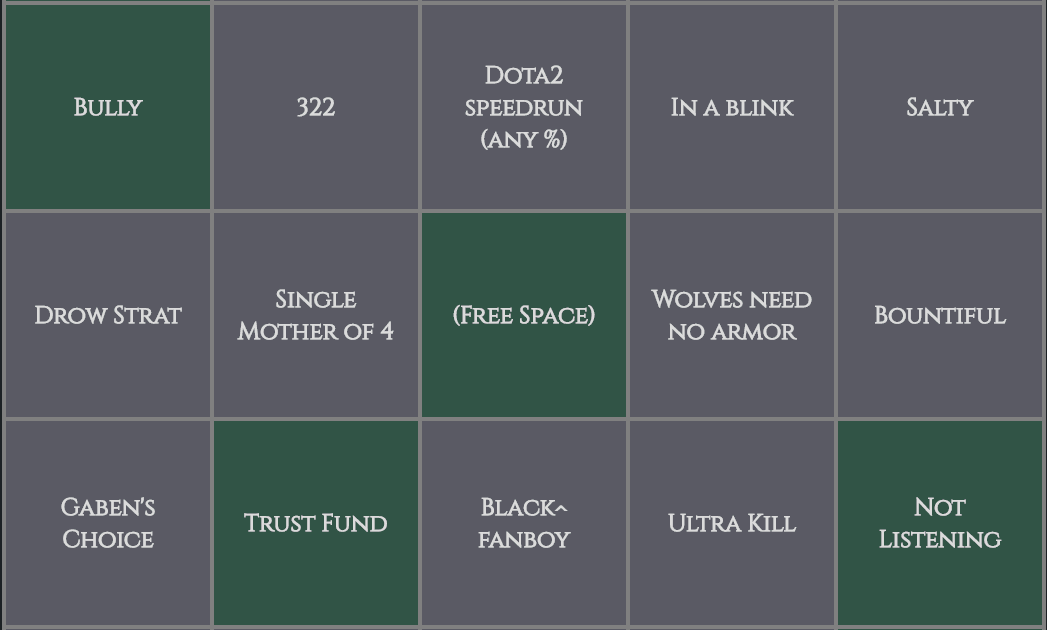 Bully
322
Dota2
speedrun
(any %)
In a blink
Salty
Drow Strat
Single
Mother of 4
(Free Space)
Wolves need
no armor
Bountiful
Gaben's
Choice
Trust Fund
Black^
fanboy
Ultra Kill
Not
Listening